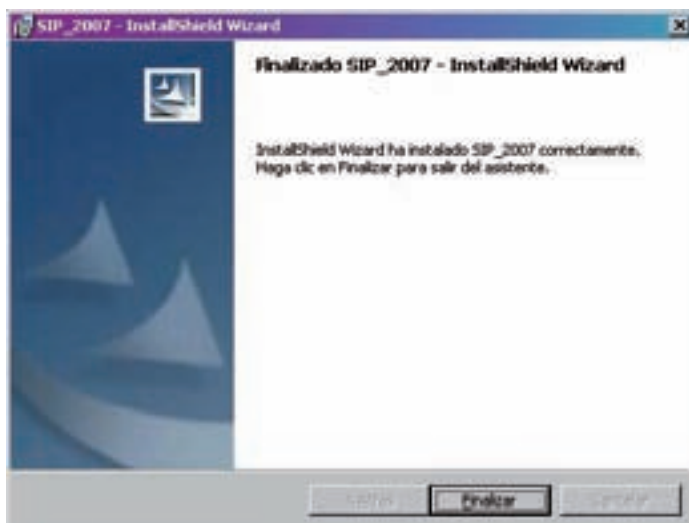 SIP_2007 - InstallShield Wizard
Finalizado SIP_2007 - InstallShield Wizard
InstallShield Wizard ha instalado SIP_2007 correctamente.
Haga clic en Finalizar para salir del asistente.
Finalizar
Cancelar